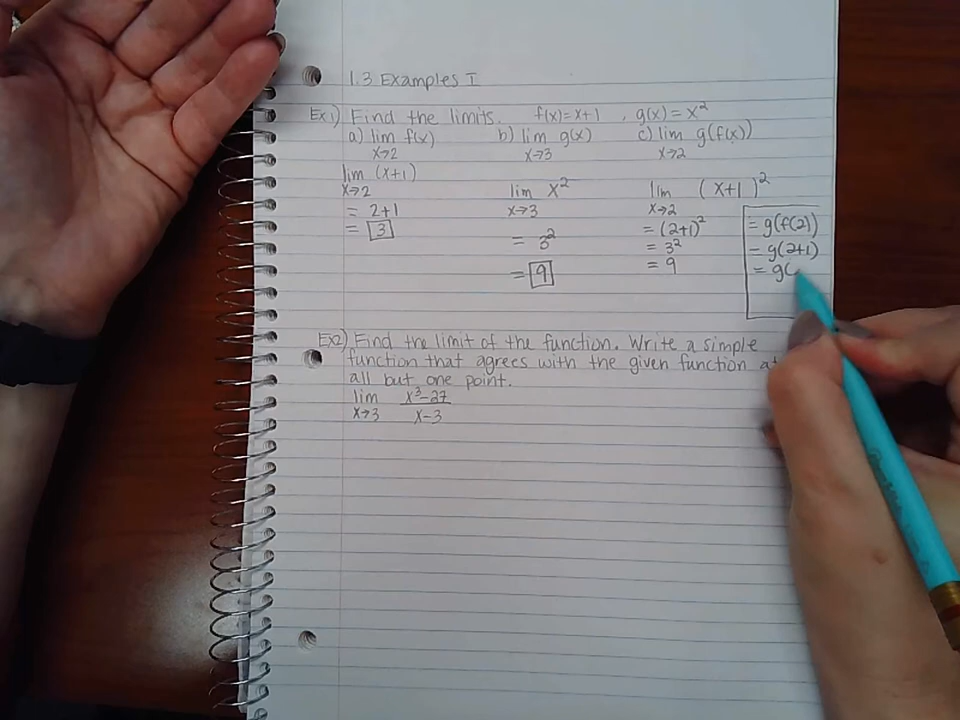 1.3 Examples I
Ex1) Find the limits. f(x)=x+1 , g(x)=x²
a) lim f(x) b) lim g(x) c) lim g(f(x))
x→2 x→3 x→2
lim (x+1)
x→2
= 2+1
= 3
lim x²
x→3
= 3²
= 9
lim (x+1)²
x→2
= (2+1)²
= 3²
= 9
= g(f(2))
= g(2+1)
= g(
Ex2) Find the limit of the function. Write a simple
function that agrees with the given function at
all but one point.
lim x³-27
x→3 x-3